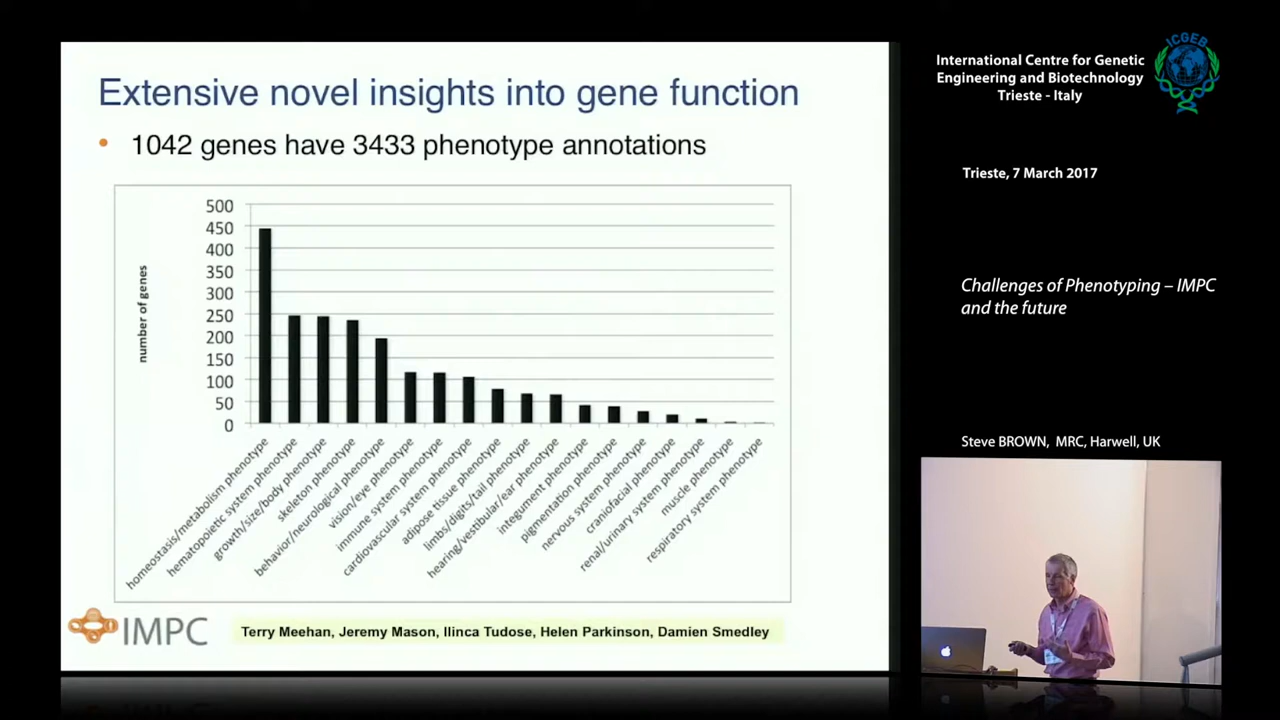 Extensive novel insights into gene function
• 1042 genes have 3433 phenotype annotations
number of genes
500
450
400
350
300
250
200
150
100
50
0
homeostasis/metabolism phenotype
hematopoietic system phenotype
growth/size/body phenotype
skeleton phenotype
behavior/neurological phenotype
vision/eye phenotype
immune system phenotype
cardiovascular system phenotype
adipose tissue phenotype
limbs/digits/tail phenotype
hearing/vestibular/ear phenotype
integument phenotype
pigmentation phenotype
nervous system phenotype
craniofacial phenotype
renal/urinary system phenotype
muscle phenotype
respiratory system phenotype
IMPC
Terry Meehan, Jeremy Mason, Ilinca Tudose, Helen Parkinson, Damien Smedley
International Centre for Genetic
Engineering and Biotechnology
Trieste - Italy
ICGEB
Trieste, 7 March 2017
Challenges of Phenotyping – IMPC
and the future
Steve BROWN, MRC, Harwell, UK